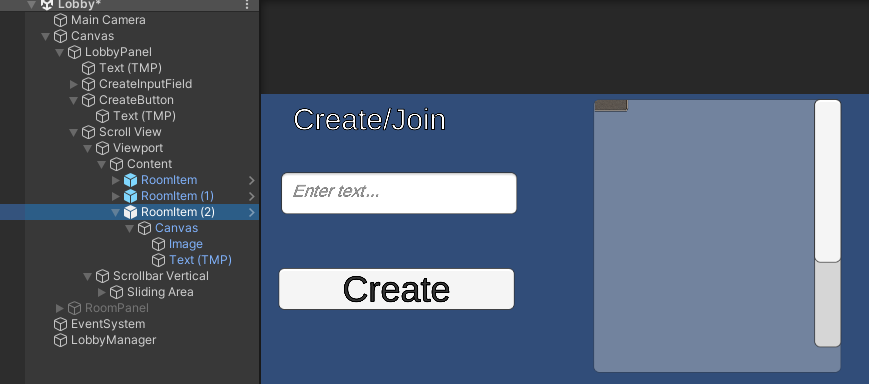 Lobby*
Main Camera
Canvas
LobbyPanel
Text (TMP)
CreateInputField
CreateButton
Text (TMP)
Scroll View
Viewport
Content
RoomItem
RoomItem (1)
RoomItem (2)
Canvas
Image
Text (TMP)
Scrollbar Vertical
Sliding Area
RoomPanel
EventSystem
LobbyManager
Create/Join
Enter text...
Create